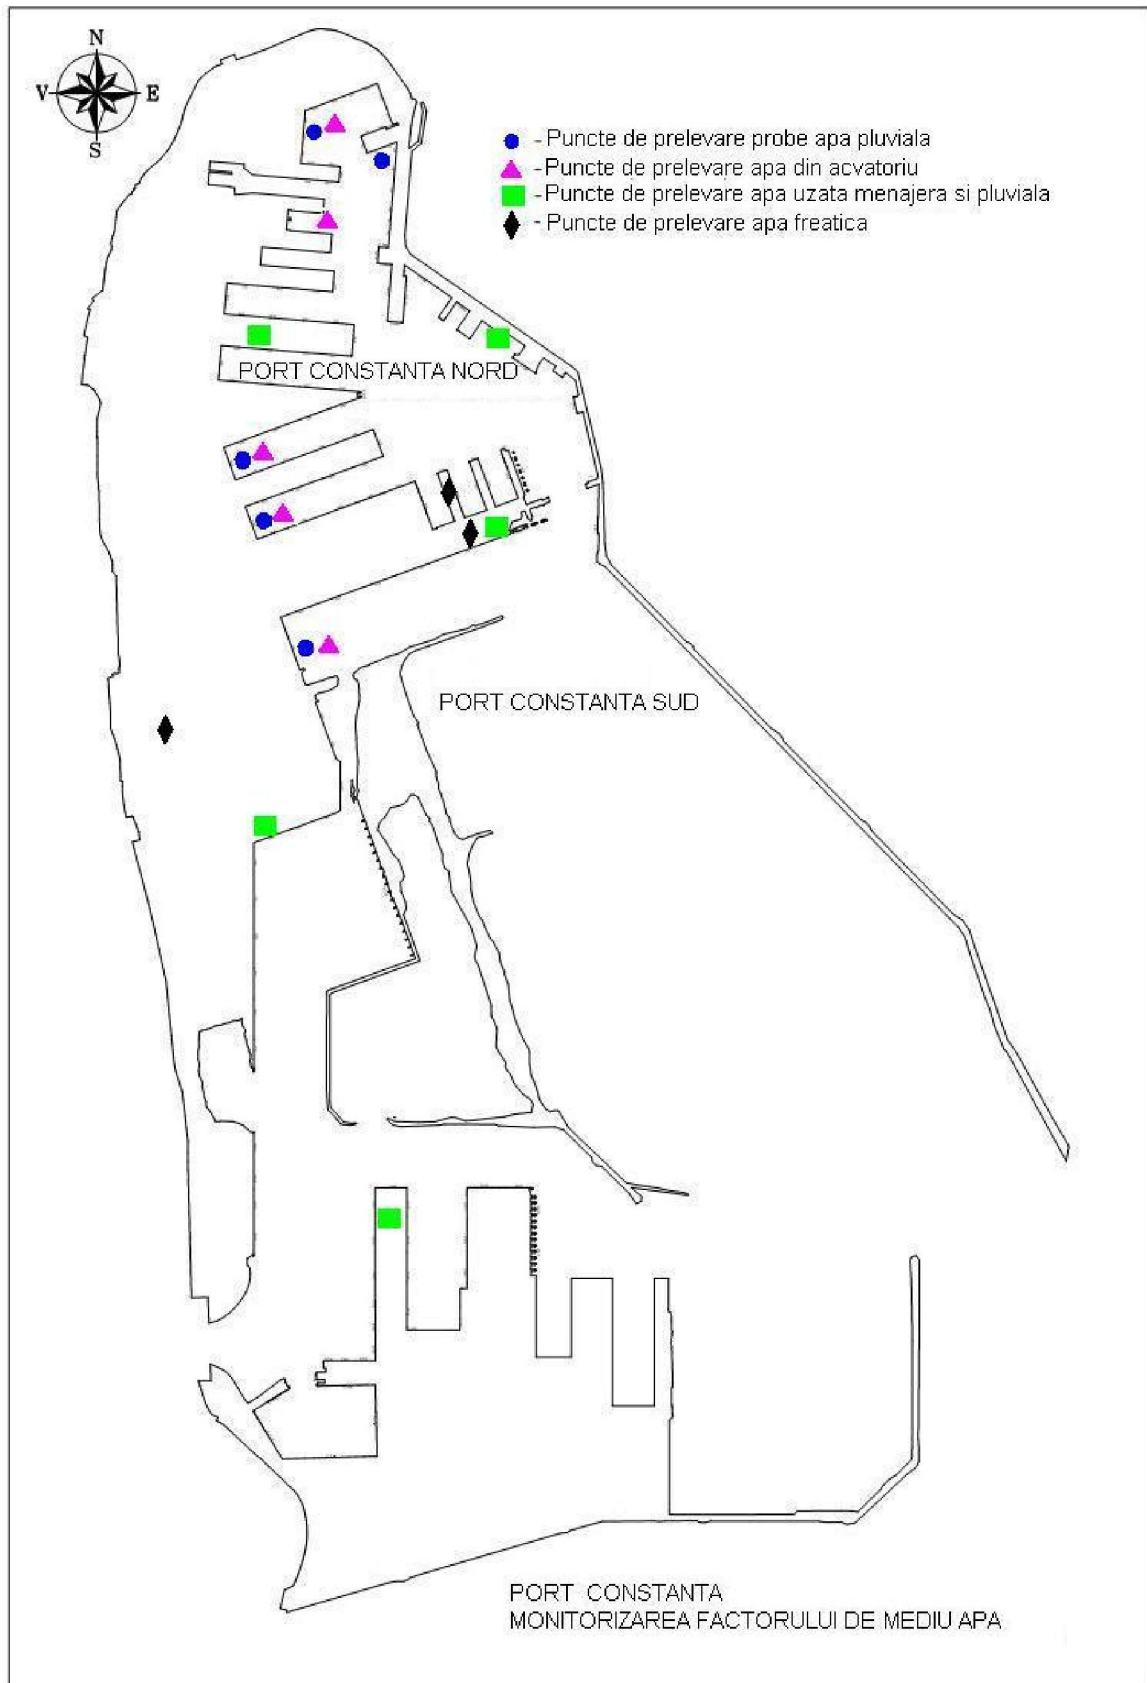 N
V E
S
- Puncte de prelevare probe apa pluviala
- Puncte de prelevare apa din acvatoriu
- Puncte de prelevare apa uzata menajera si pluviala
- Puncte de prelevare apa freatica
PORT CONSTANTA NORD
PORT CONSTANTA SUD
PORT CONSTANTA
MONITORIZAREA FACTORULUI DE MEDIU APA